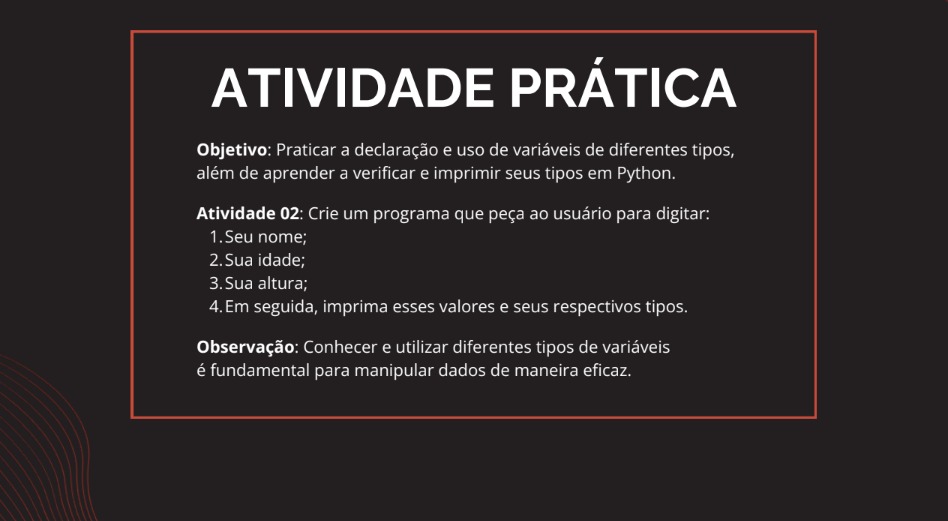 ATIVIDADE PRÁTICA
Objetivo: Praticar a declaração e uso de variáveis de diferentes tipos,
além de aprender a verificar e imprimir seus tipos em Python.
Atividade 02: Crie um programa que peça ao usuário para digitar:
1.Seu nome;
2.Sua idade;
3.Sua altura;
4.Em seguida, imprima esses valores e seus respectivos tipos.
Observação: Conhecer e utilizar diferentes tipos de variáveis
é fundamental para manipular dados de maneira eficaz.